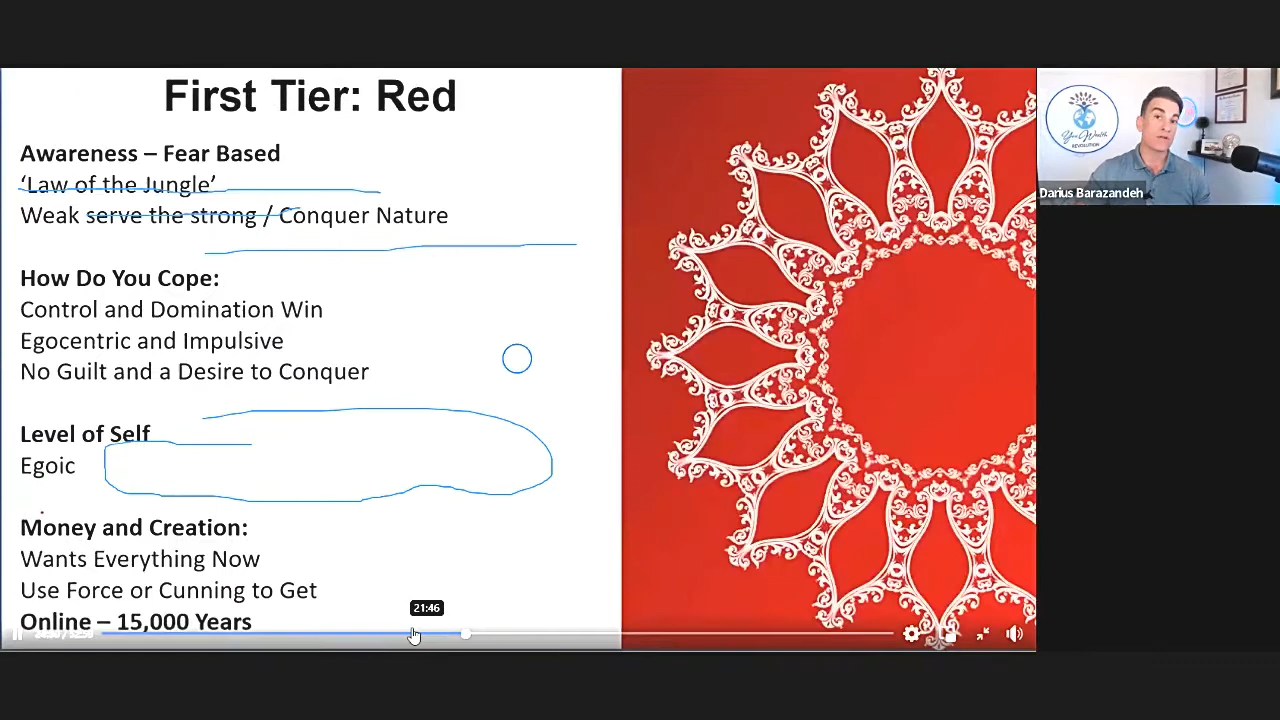 First Tier: Red
Awareness – Fear Based
‘Law of the Jungle’
Weak serve the strong / Conquer Nature
How Do You Cope:
Control and Domination Win
Egocentric and Impulsive
No Guilt and a Desire to Conquer
Level of Self
Egoic
Money and Creation:
Wants Everything Now
Use Force or Cunning to Get
Online – 15,000 Years
21:46
Your Wealth
REVOLUTION
Darius Barazandeh